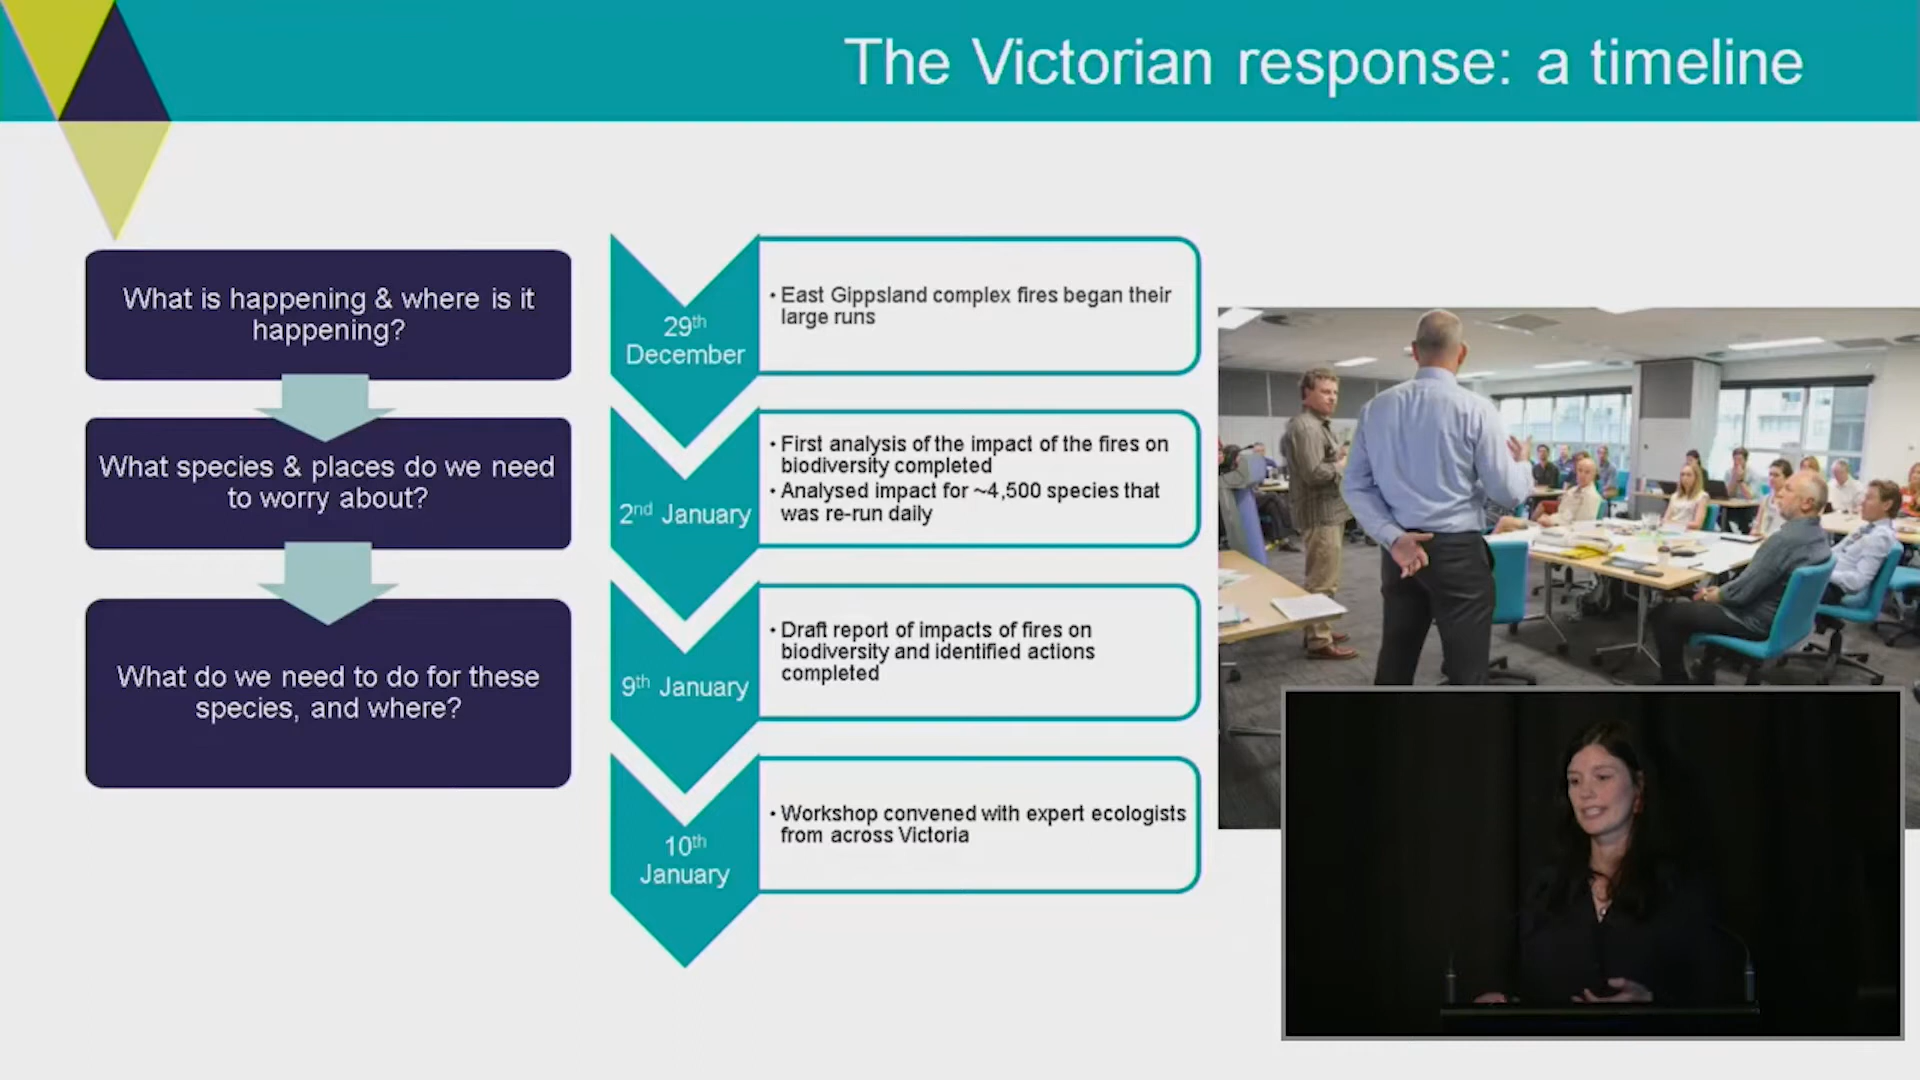 The Victorian response: a timeline
What is happening & where is it
happening?
What species & places do we need
to worry about?
What do we need to do for these
species, and where?
29th
December
• East Gippsland complex fires began their
large runs
2nd January
• First analysis of the impact of the fires on
biodiversity completed
• Analysed impact for ~4,500 species that
was re-run daily
9th January
• Draft report of impacts of fires on
biodiversity and identified actions
completed
10th
January
• Workshop convened with expert ecologists
from across Victoria